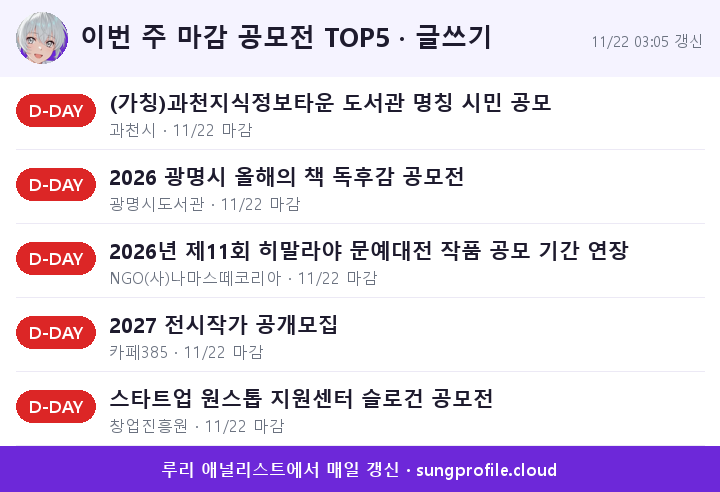 이번 주 마감 공모전 TOP5 · 글쓰기
11/22 03:05 갱신
D-DAY
(가칭)과천지식정보타운 도서관 명칭 시민 공모
과천시 · 11/22 마감
D-DAY
2026 광명시 올해의 책 독후감 공모전
광명시도서관 · 11/22 마감
D-DAY
2026년 제11회 히말라야 문예대전 작품 공모 기간 연장
NGO(사)나마스떼코리아 · 11/22 마감
D-DAY
2027 전시작가 공개모집
카페385 · 11/22 마감
D-DAY
스타트업 원스톱 지원센터 슬로건 공모전
창업진흥원 · 11/22 마감
루리 애널리스트에서 매일 갱신 · sungprofile.cloud